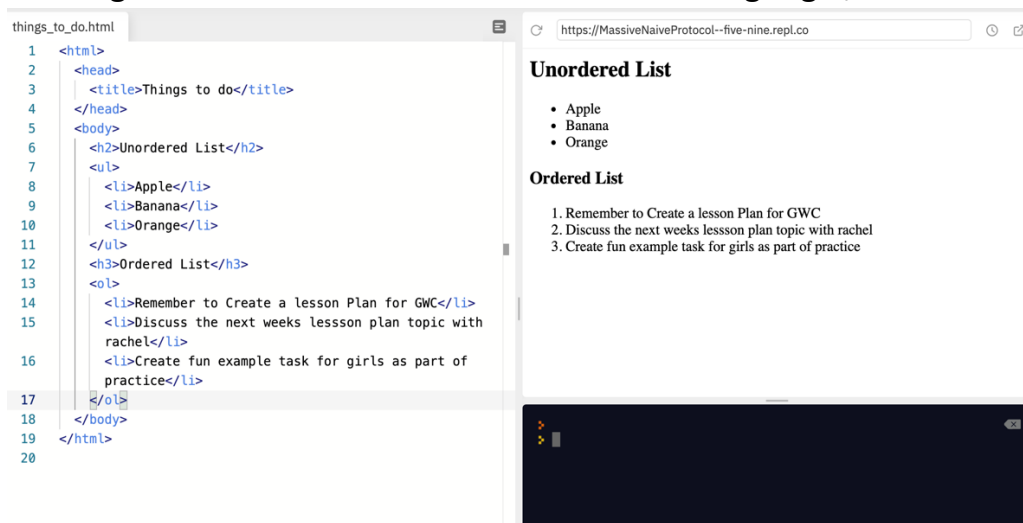 things_to_do.html
1 <html>
2 <head>
3 <title>Things to do</title>
4 </head>
5 <body>
6 <h2>Unordered List</h2>
7 <ul>
8 <li>Apple</li>
9 <li>Banana</li>
10 <li>Orange</li>
11 </ul>
12 <h3>Ordered List</h3>
13 <ol>
14 <li>Remember to Create a lesson Plan for GWC</li>
15 <li>Discuss the next weeks lessson plan topic with
rachel</li>
16 <li>Create fun example task for girls as part of
practice</li>
17 </ol>
18 </body>
19 </html>
20
https://MassiveNaiveProtocol--five-nine.repl.co
Unordered List
• Apple
• Banana
• Orange
Ordered List
1. Remember to Create a lesson Plan for GWC
2. Discuss the next weeks lessson plan topic with rachel
3. Create fun example task for girls as part of practice